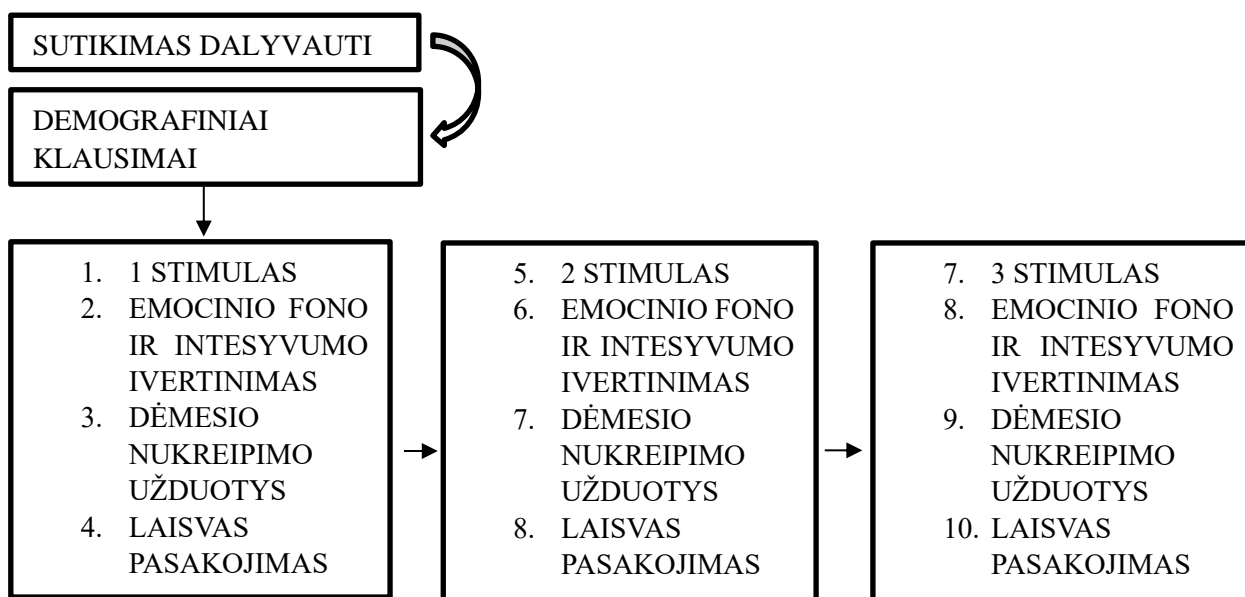 SUTIKIMAS DALYVAUTI
DEMOGRAFINIAI
KLAUSIMAI
1. 1 STIMULAS
2. EMOCINIO FONO
IR INTESYVUMO
IVERTINIMAS
3. DĖMESIO
NUKREIPIMO
UŽDUOTYS
4. LAISVAS
PASAKOJIMAS
5. 2 STIMULAS
6. EMOCINIO FONO
IR INTESYVUMO
IVERTINIMAS
7. DĖMESIO
NUKREIPIMO
UŽDUOTYS
8. LAISVAS
PASAKOJIMAS
7. 3 STIMULAS
8. EMOCINIO FONO
IR INTESYVUMO
IVERTINIMAS
9. DĖMESIO
NUKREIPIMO
UŽDUOTYS
10. LAISVAS
PASAKOJIMAS